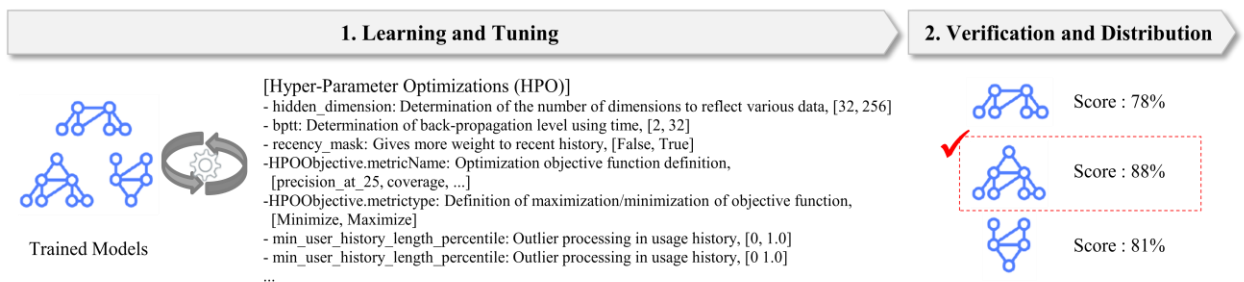 1. Learning and Tuning
2. Verification and Distribution
[Hyper-Parameter Optimizations (HPO)]
- hidden_dimension: Determination of the number of dimensions to reflect various data, [32, 256]
- bptt: Determination of back-propagation level using time, [2, 32]
- recency_mask: Gives more weight to recent history, [False, True]
-HPOObjective.metricName: Optimization objective function definition,
[precision_at_25, coverage, ...]
-HPOObjective.metrictype: Definition of maximization/minimization of objective function,
[Minimize, Maximize]
- min_user_history_length_percentile: Outlier processing in usage history, [0, 1.0]
- min_user_history_length_percentile: Outlier processing in usage history, [0 1.0]
...
Trained Models
Score : 78%
Score : 88%
Score : 81%